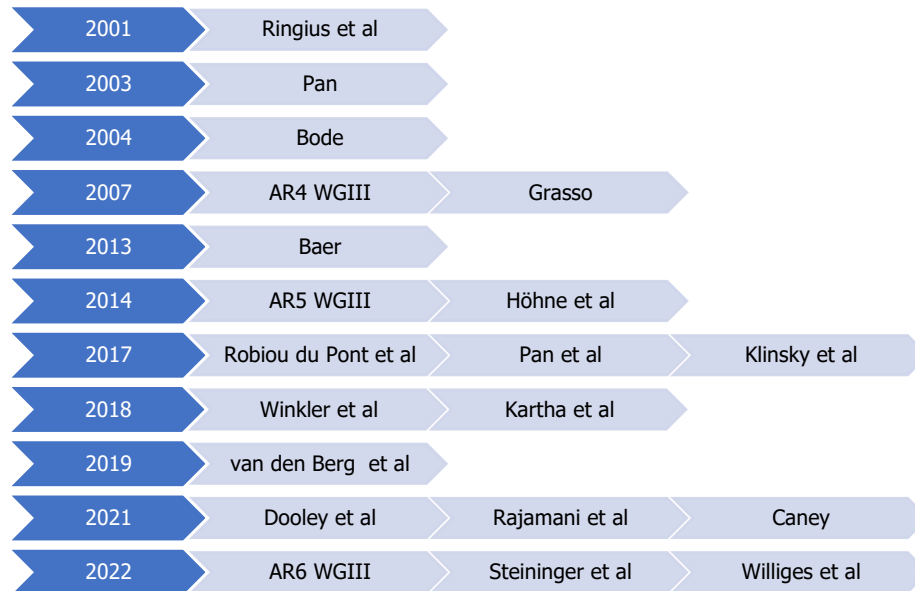 2001 Ringius et al
2003 Pan
2004 Bode
2007 AR4 WGIII Grasso
2013 Baer
2014 AR5 WGIII Höhne et al
2017 Robiou du Pont et al Pan et al Klinsky et al
2018 Winkler et al Kartha et al
2019 van den Berg et al
2021 Dooley et al Rajamani et al Caney
2022 AR6 WGIII Steininger et al Williges et al